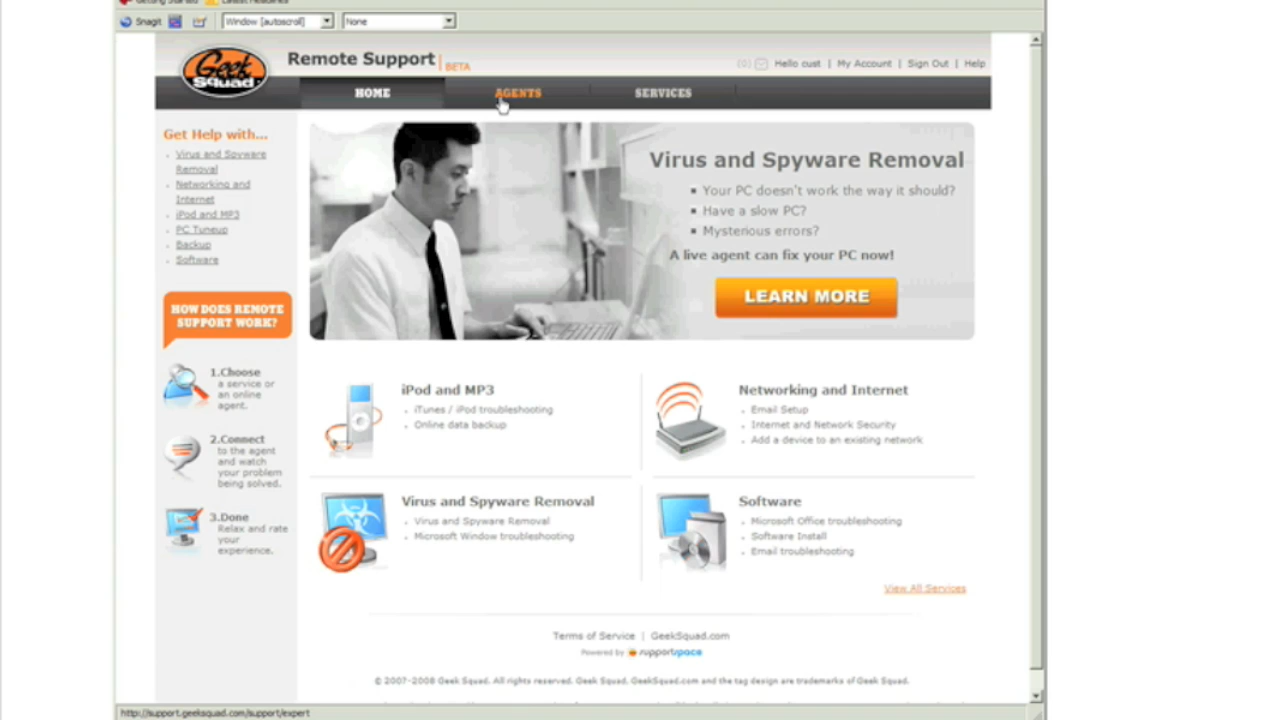 Getting Started Latest Headlines
SnagIt Window [autoscroll] None
Geek Squad
Remote Support | BETA
(0) Hello cust | My Account | Sign Out | Help
HOME AGENTS SERVICES
Get Help with...
Virus and Spyware
Removal
Networking and
Internet
iPod and MP3
PC Tuneup
Backup
Software
HOW DOES REMOTE
SUPPORT WORK?
1.Choose
a service or
an online
agent.
2.Connect
to the agent
and watch
your problem
being solved.
3.Done
Relax and rate
your
experience.
Virus and Spyware Removal
Your PC doesn't work the way it should?
Have a slow PC?
Mysterious errors?
A live agent can fix your PC now!
LEARN MORE
iPod and MP3
iTunes / iPod troubleshooting
Online data backup
Networking and Internet
Email Setup
Internet and Network Security
Add a device to an existing network
Virus and Spyware Removal
Virus and Spyware Removal
Microsoft Window troubleshooting
Software
Microsoft Office troubleshooting
Software Install
Email troubleshooting
View All Services
Terms of Service | GeekSquad.com
Powered by supportspace
© 2007-2008 Geek Squad. All rights reserved. Geek Squad, GeekSquad.com and the tag design are trademarks of Geek Squad.
http://support.geeksquad.com/support/expert